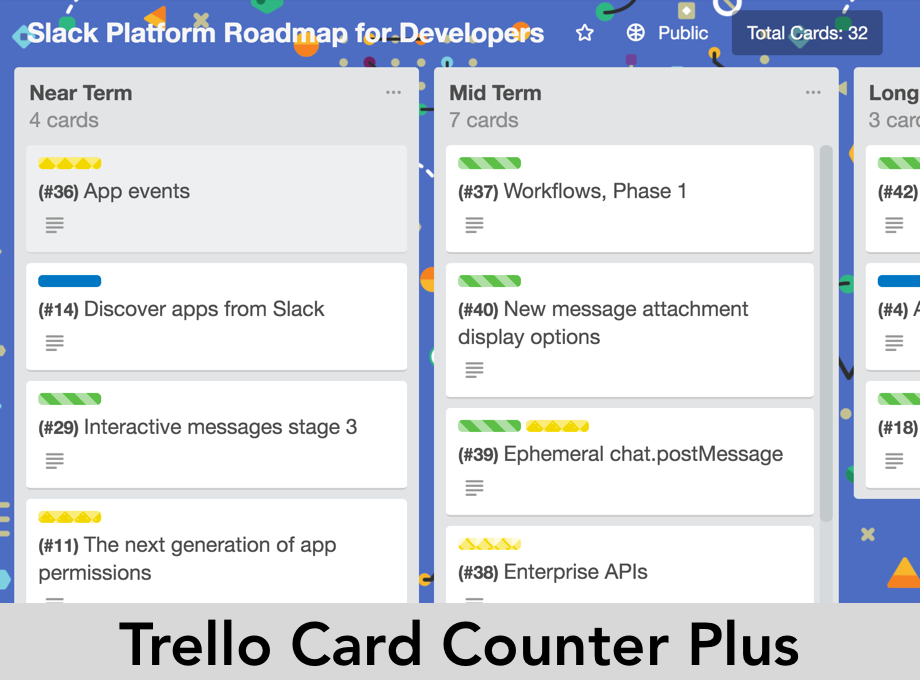 Slack Platform Roadmap for Developers
Public
Total Cards: 32
Near Term
4 cards
(#36) App events
(#14) Discover apps from Slack
(#29) Interactive messages stage 3
(#11) The next generation of app
permissions
Mid Term
7 cards
(#37) Workflows, Phase 1
(#40) New message attachment
display options
(#39) Ephemeral chat.postMessage
(#38) Enterprise APIs
Long
3
(#42)
(#4)
(#18)
Trello Card Counter Plus